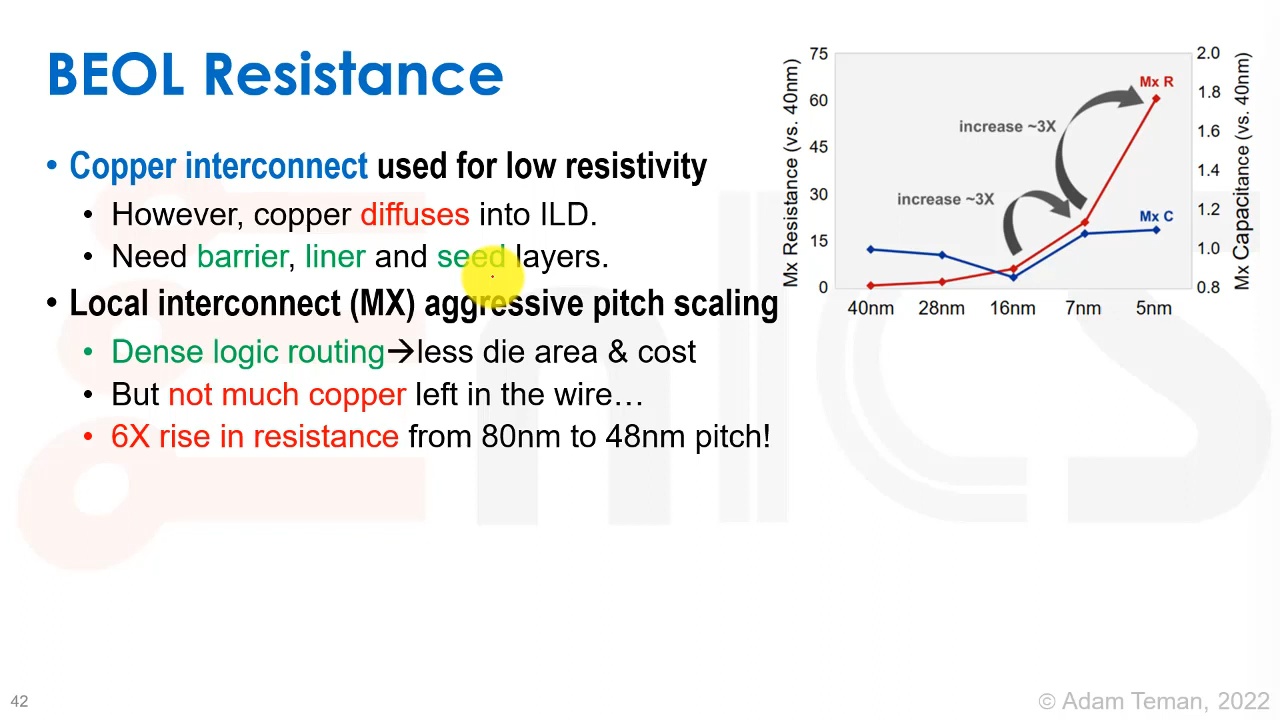 BEOL Resistance
• Copper interconnect used for low resistivity
• However, copper diffuses into ILD.
• Need barrier, liner and seed layers.
• Local interconnect (MX) aggressive pitch scaling
• Dense logic routing→less die area & cost
• But not much copper left in the wire…
• 6X rise in resistance from 80nm to 48nm pitch!
Mx Resistance (vs. 40nm)
75
60
45
30
15
0
Mx R
increase ~3X
increase ~3X
Mx C
2.0
1.8
1.6
1.4
1.2
1.0
0.8
Mx Capacitance (vs. 40nm)
40nm 28nm 16nm 7nm 5nm
EnICS
42
© Adam Teman, 2022